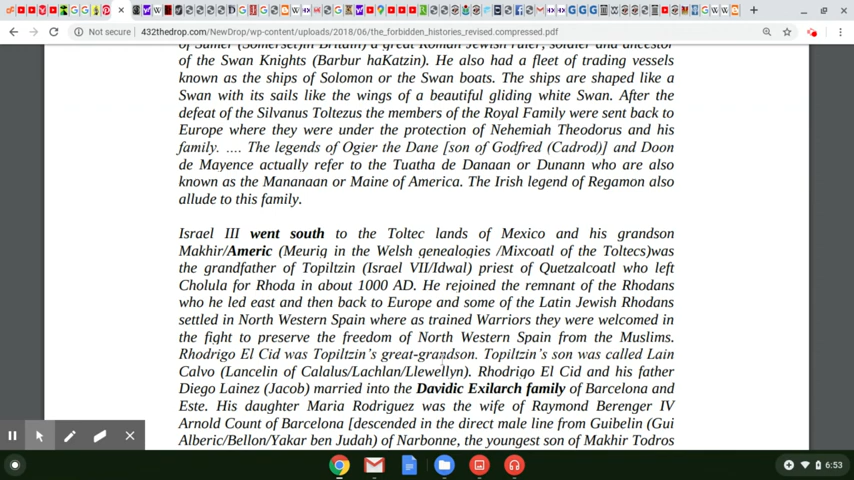 Not secure | 432thedrop.com/NewDrop/wp-content/uploads/2018/06/the_forbidden_histories_revised.compressed.pdf
of Sumer (Somerset/in Britain) a great Roman Jewish ruler, soldier and ancestor
of the Swan Knights (Barbur haKatzin). He also had a fleet of trading vessels
known as the ships of Solomon or the Swan boats. The ships are shaped like a
Swan with its sails like the wings of a beautiful gliding white Swan. After the
defeat of the Silvanus Toltezus the members of the Royal Family were sent back to
Europe where they were under the protection of Nehemiah Theodorus and his
family. .... The legends of Ogier the Dane [son of Godfred (Cadrod)] and Doon
de Mayence actually refer to the Tuatha de Danaan or Dunann who are also
known as the Mananaan or Maine of America. The Irish legend of Regamon also
allude to this family.
Israel III went south to the Toltec lands of Mexico and his grandson
Makhir/Americ (Meurig in the Welsh genealogies /Mixcoatl of the Toltecs)was
the grandfather of Topiltzin (Israel VII/Idwal) priest of Quetzalcoatl who left
Cholula for Rhoda in about 1000 AD. He rejoined the remnant of the Rhodans
who he led east and then back to Europe and some of the Latin Jewish Rhodans
settled in North Western Spain where as trained Warriors they were welcomed in
the fight to preserve the freedom of North Western Spain from the Muslims.
Rhodrigo El Cid was Topiltzin's great-grandson. Topiltzin's son was called Lain
Calvo (Lancelin of Calalus/Lachlan/Llewellyn). Rhodrigo El Cid and his father
Diego Lainez (Jacob) married into the Davidic Exilarch family of Barcelona and
Este. His daughter Maria Rodriguez was the wife of Raymond Berenger IV
Arnold Count of Barcelona [descended in the direct male line from Guibelin (Gui
Alberic/Bellon/Yakar ben Judah) of Narbonne, the youngest son of Makhir Todros
6:53